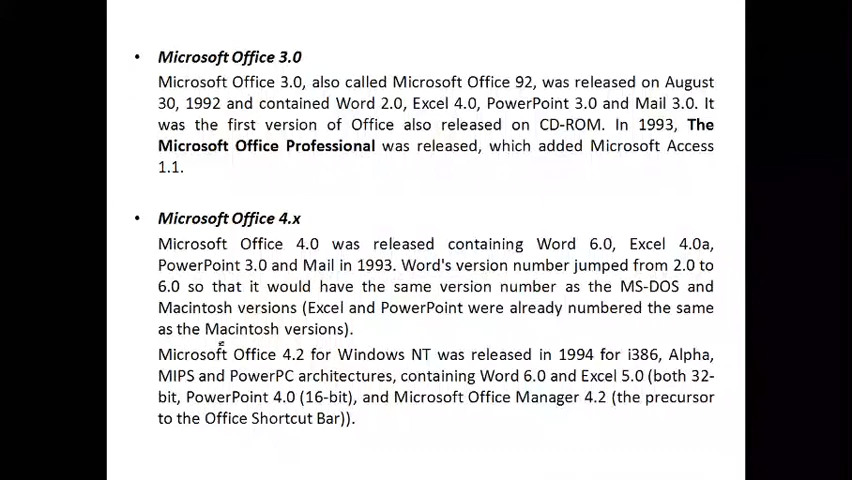 • Microsoft Office 3.0
Microsoft Office 3.0, also called Microsoft Office 92, was released on August
30, 1992 and contained Word 2.0, Excel 4.0, PowerPoint 3.0 and Mail 3.0. It
was the first version of Office also released on CD-ROM. In 1993, The
Microsoft Office Professional was released, which added Microsoft Access
1.1.
• Microsoft Office 4.x
Microsoft Office 4.0 was released containing Word 6.0, Excel 4.0a,
PowerPoint 3.0 and Mail in 1993. Word's version number jumped from 2.0 to
6.0 so that it would have the same version number as the MS-DOS and
Macintosh versions (Excel and PowerPoint were already numbered the same
as the Macintosh versions).
Microsoft Office 4.2 for Windows NT was released in 1994 for i386, Alpha,
MIPS and PowerPC architectures, containing Word 6.0 and Excel 5.0 (both 32-
bit, PowerPoint 4.0 (16-bit), and Microsoft Office Manager 4.2 (the precursor
to the Office Shortcut Bar)).